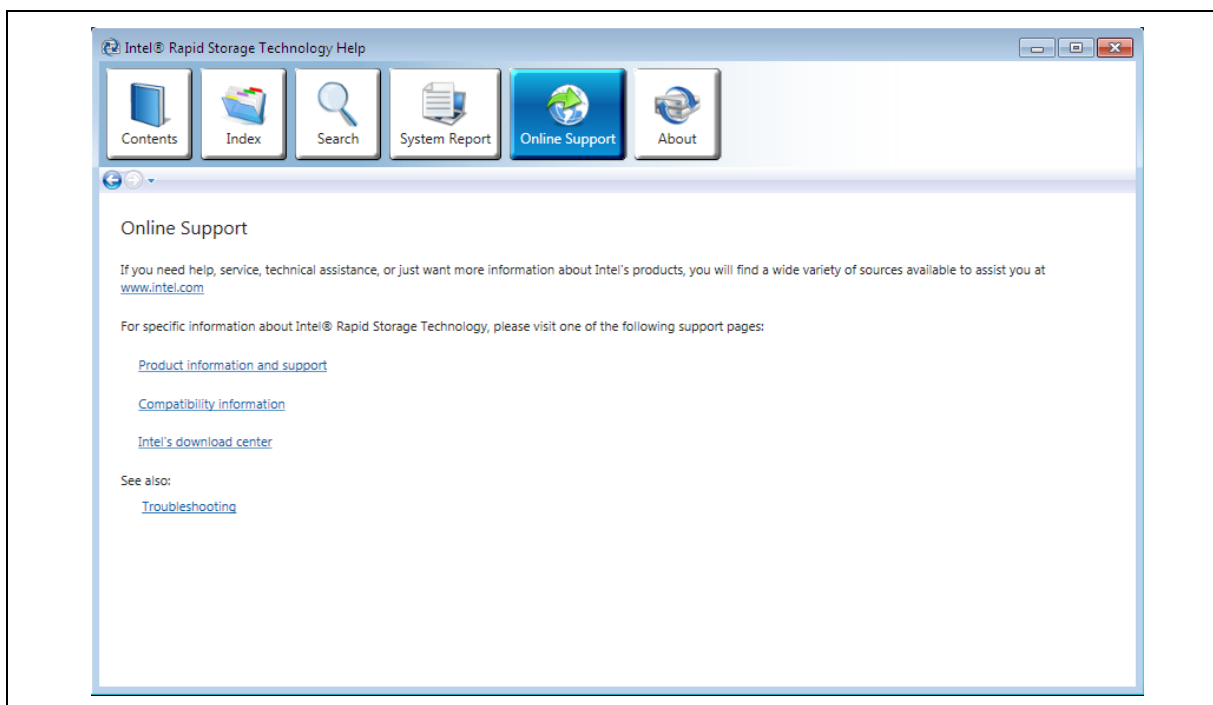 Intel® Rapid Storage Technology Help
Contents
Index
Search
System Report
Online Support
About
Online Support
If you need help, service, technical assistance, or just want more information about Intel's products, you will find a wide variety of sources available to assist you at
www.intel.com
For specific information about Intel® Rapid Storage Technology, please visit one of the following support pages:
Product information and support
Compatibility information
Intel's download center
See also:
Troubleshooting